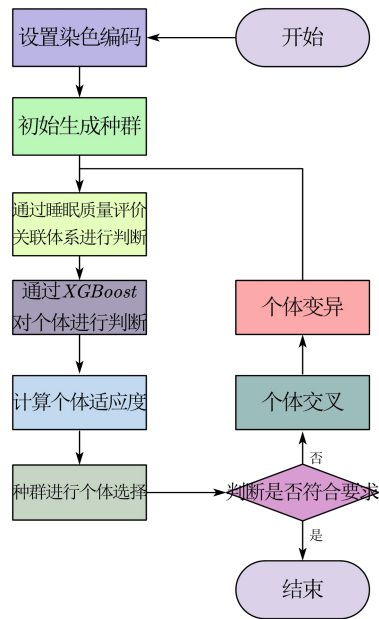 开始
设置染色编码
初始生成种群
通过睡眠质量评价
关联体系进行判断
通过XGBoost
对个体进行判断
计算个体适应度
种群进行个体选择
判断是否符合要求
否
个体交叉
个体变异
是
结束